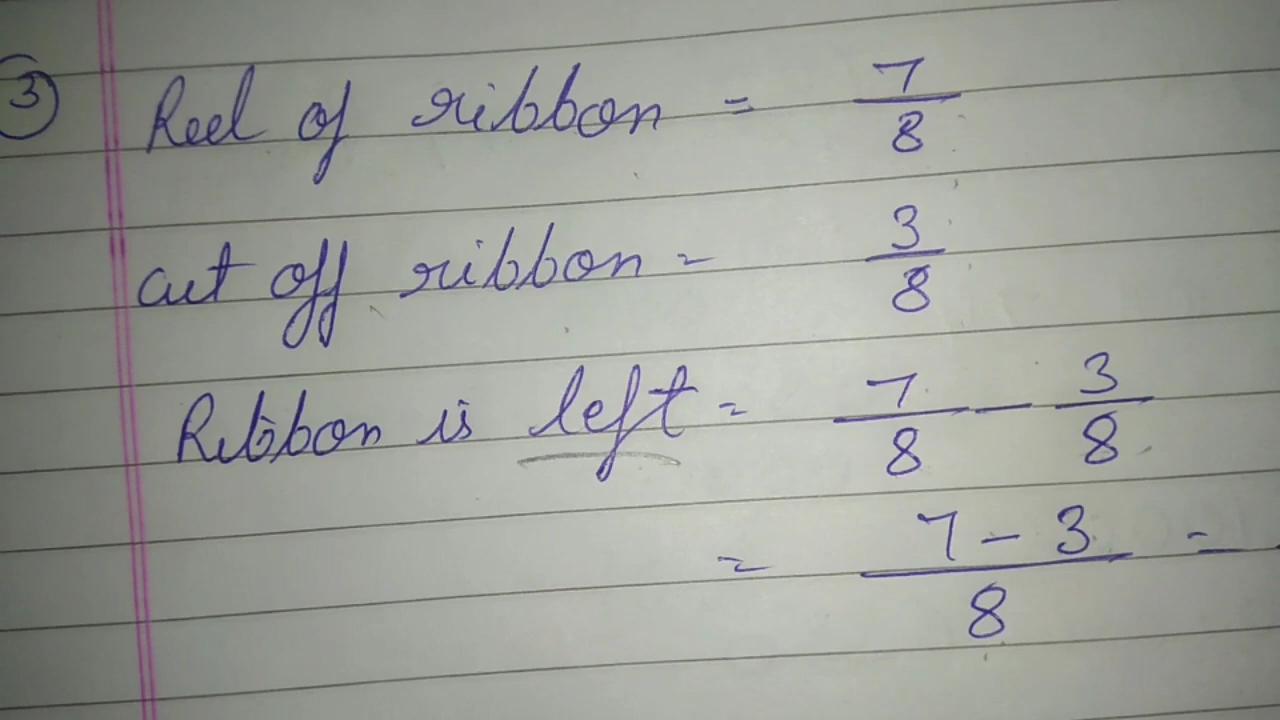 ③ Reel of ribbon = 7/8
cut off ribbon = 3/8
Ribbon is left = 7/8 - 3/8
= 7 - 3/8 =